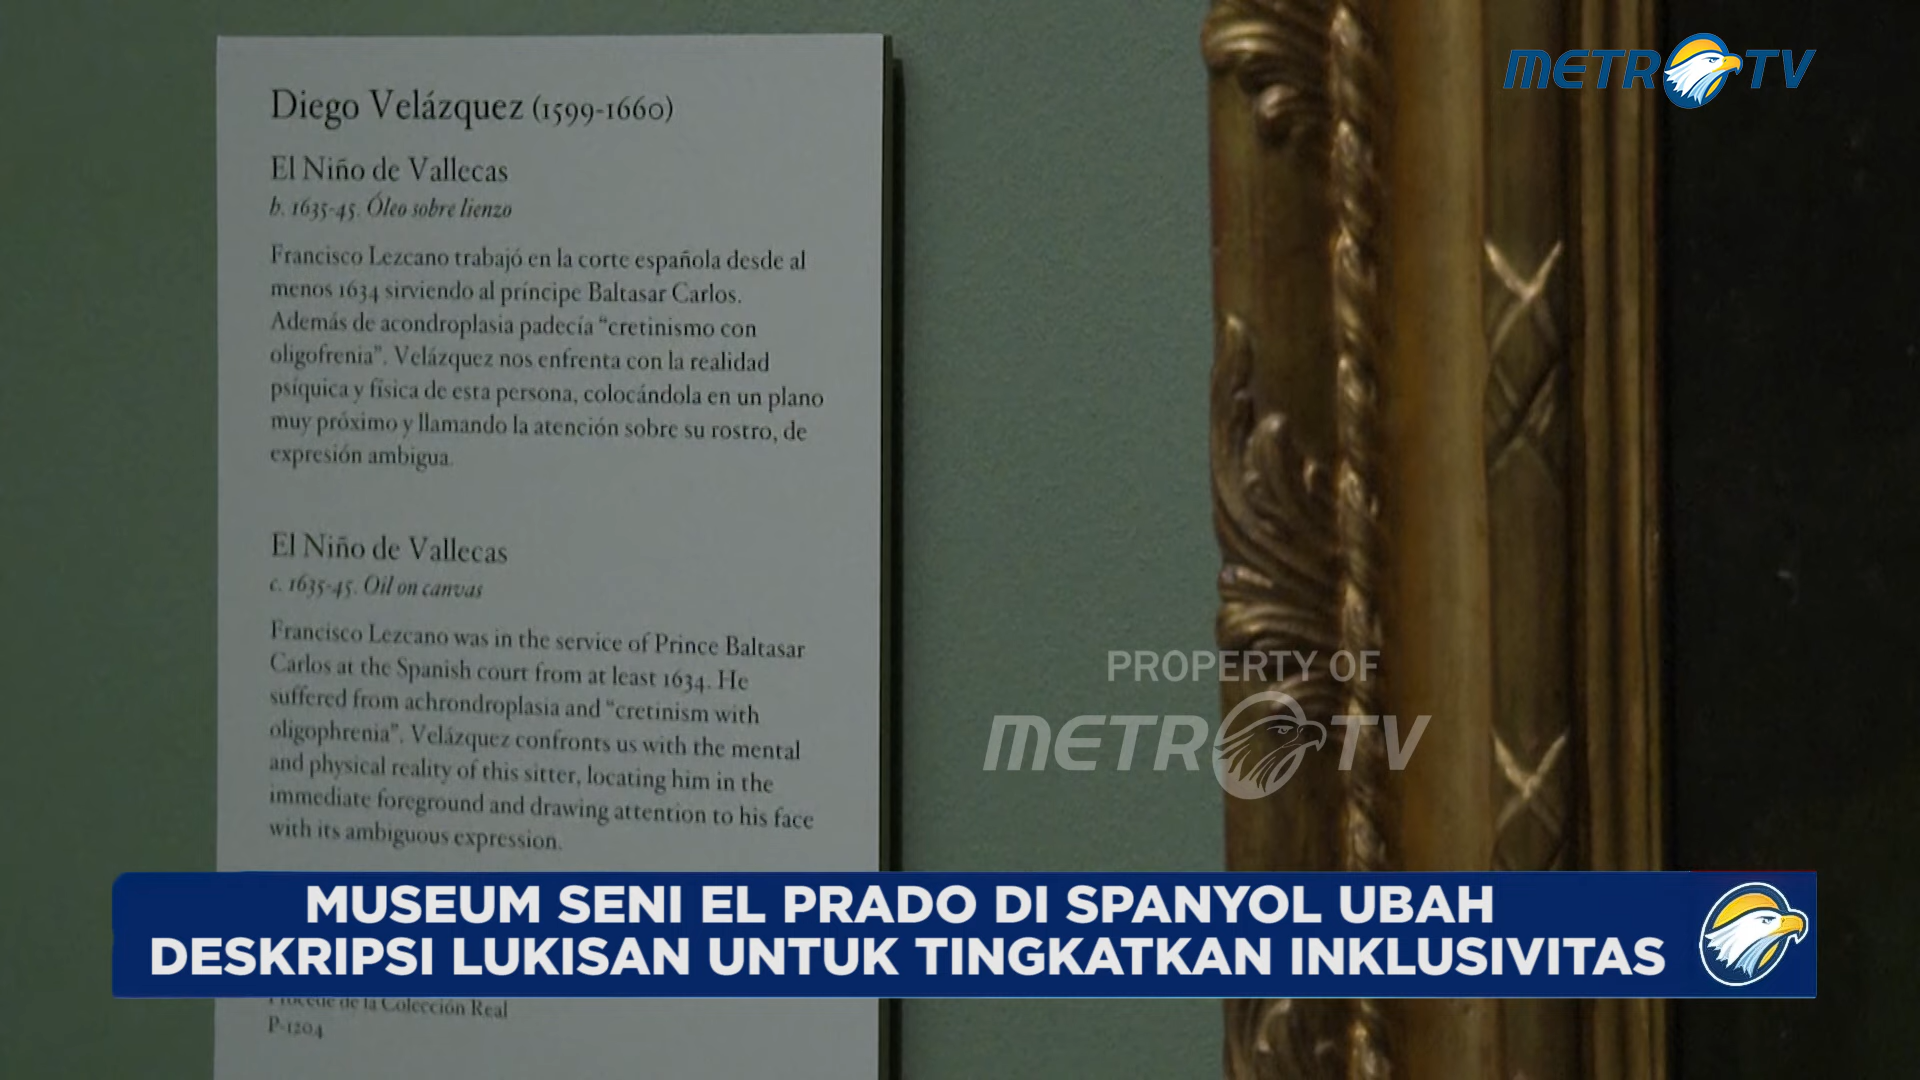 METRO TV
Diego Velázquez (1599-1660)
El Niño de Vallecas
b. 1635-45. Óleo sobre lienzo
Francisco Lezcano trabajó en la corte española desde al
menos 1634 sirviendo al príncipe Baltasar Carlos.
Además de acondroplasia padecía “cretinismo con
oligofrenia”. Velázquez nos enfrenta con la realidad
psíquica y física de esta persona, colocándola en un plano
muy próximo y llamando la atención sobre su rostro, de
expresión ambigua.
El Niño de Vallecas
c. 1635-45. Oil on canvas
Francisco Lezcano was in the service of Prince Baltasar
Carlos at the Spanish court from at least 1634. He
suffered from achrondroplasia and “cretinism with
oligophrenia”. Velázquez confronts us with the mental
and physical reality of this sitter, locating him in the
immediate foreground and drawing attention to his face
with its ambiguous expression.
PROPERTY OF
METRO TV
MUSEUM SENI EL PRADO DI SPANYOL UBAH
DESKRIPSI LUKISAN UNTUK TINGKATKAN INKLUSIVITAS
Procede de la Colección Real
P-1204